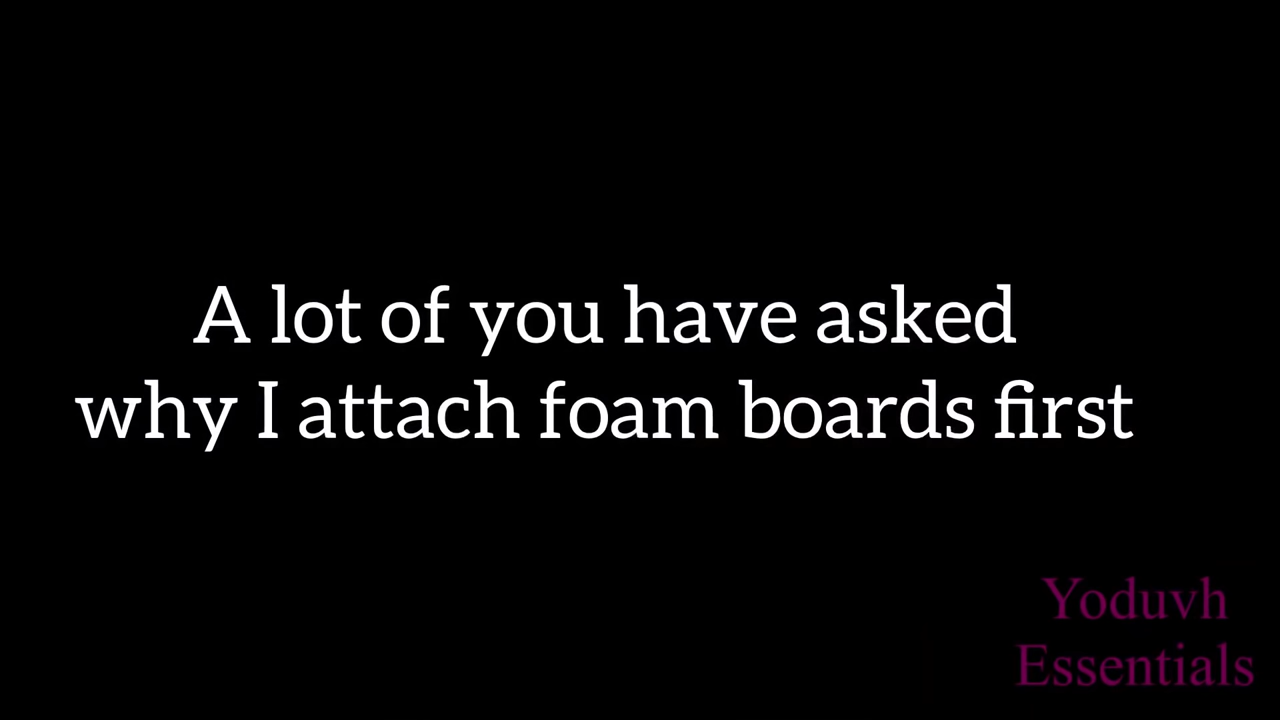 A lot of you have asked
why I attach foam boards first
Yoduvh
Essentials